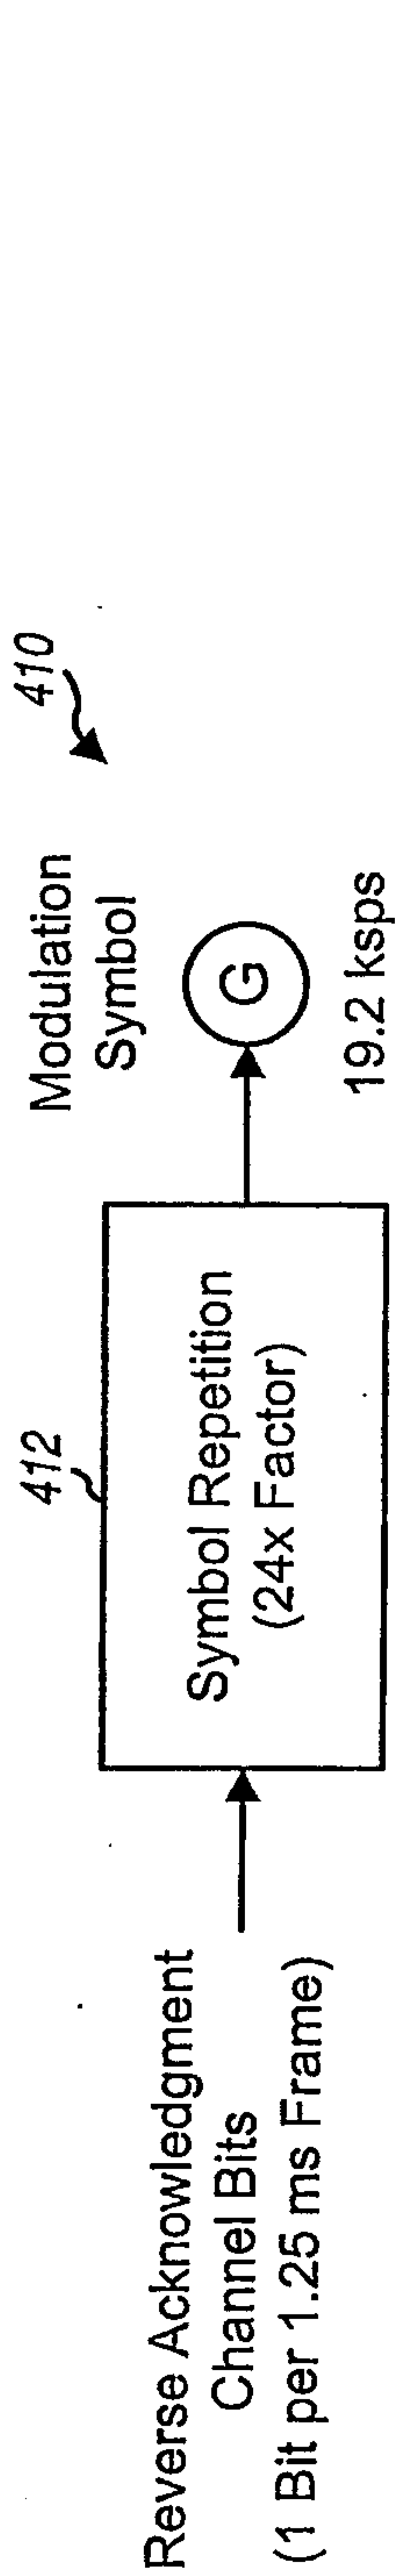 Reverse Acknowledgment
Channel Bits
(1 Bit per 1.25 ms Frame)
412
Symbol Repetition
(24x Factor)
Modulation
Symbol
G
19.2 ksps
410